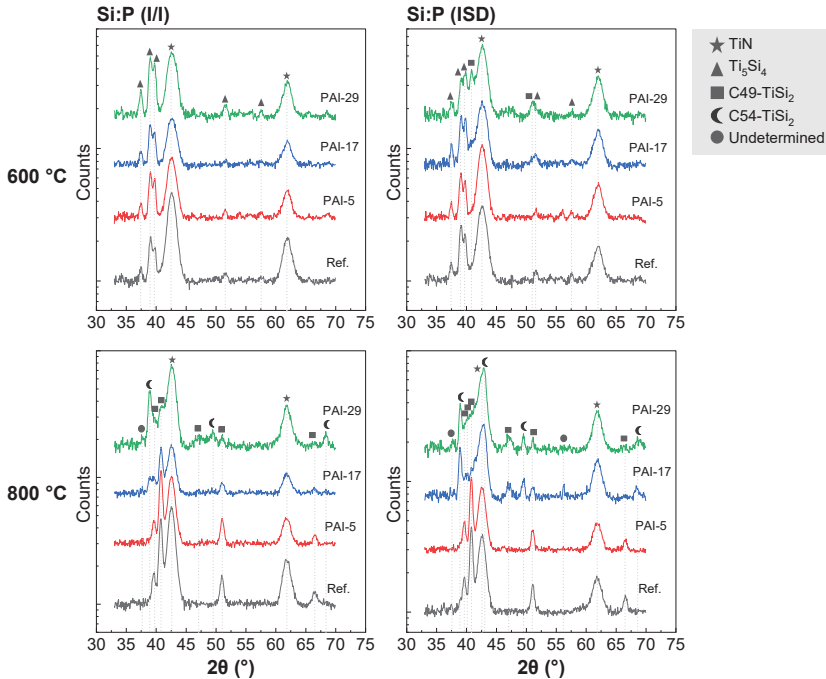 Si:P (I/I)
Si:P (ISD)
TiN
Ti₅Si₄
C49-TiSi₂
C54-TiSi₂
Undetermined
600 °C
Counts
PAI-29
PAI-17
PAI-5
Ref.
30 35 40 45 50 55 60 65 70 75
Counts
PAI-29
PAI-17
PAI-5
Ref.
30 35 40 45 50 55 60 65 70 75
800 °C
Counts
PAI-29
PAI-17
PAI-5
Ref.
30 35 40 45 50 55 60 65 70 75
2θ (°)
Counts
PAI-29
PAI-17
PAI-5
Ref.
30 35 40 45 50 55 60 65 70 75
2θ (°)